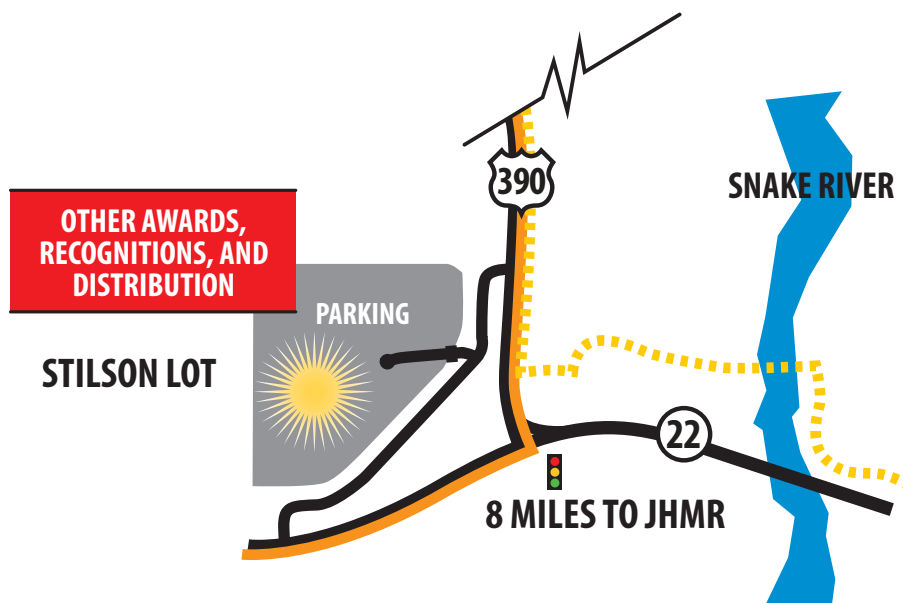 390
SNAKE RIVER
OTHER AWARDS,
RECOGNITIONS, AND
DISTRIBUTION
PARKING
STILSON LOT
22
8 MILES TO JHMR